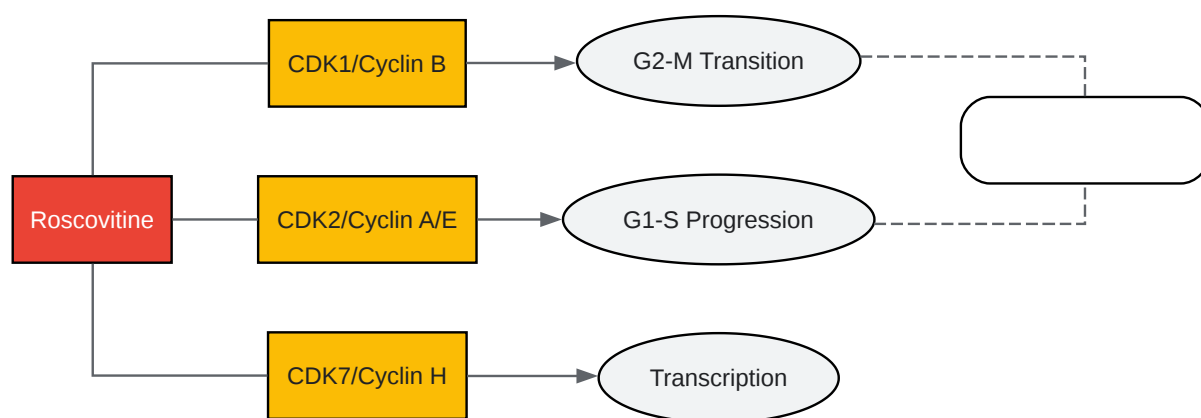 CDK1/Cyclin B
G2-M Transition
Roscovitine
CDK2/Cyclin A/E
G1-S Progression
CDK7/Cyclin H
Transcription